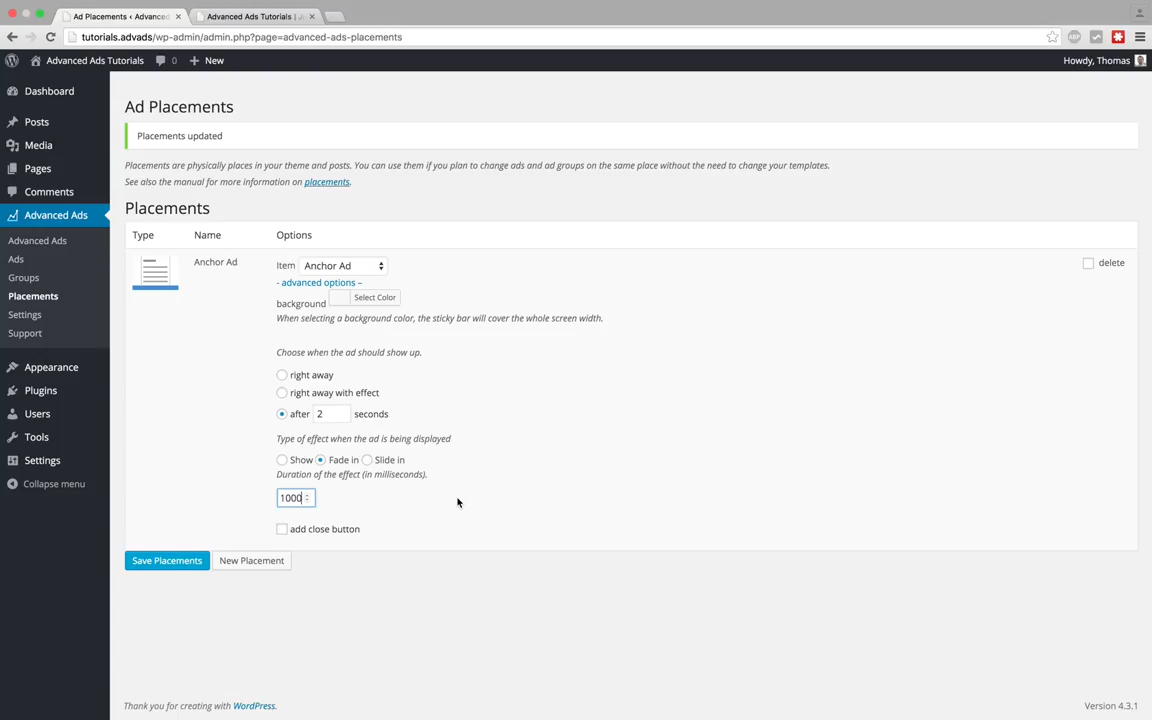 Ad Placements ‹ Advanced
Advanced Ads Tutorials | Ju
tutorials.advads/wp-admin/admin.php?page=advanced-ads-placements
ABP
Advanced Ads Tutorials
0
+ New
Howdy, Thomas
Dashboard
Posts
Media
Pages
Comments
Advanced Ads
Advanced Ads
Ads
Groups
Placements
Settings
Support
Appearance
Plugins
Users
Tools
Settings
Collapse menu
Ad Placements
Placements updated
Placements are physically places in your theme and posts. You can use them if you plan to change ads and ad groups on the same place without the need to change your templates.
See also the manual for more information on placements.
Placements
Type Name Options
Anchor Ad
Item Anchor Ad
delete
- advanced options –
background Select Color
When selecting a background color, the sticky bar will cover the whole screen width.
Choose when the ad should show up.
right away
right away with effect
after 2 seconds
Type of effect when the ad is being displayed
Show Fade in Slide in
Duration of the effect (in milliseconds).
1000
add close button
Save Placements New Placement
Thank you for creating with WordPress.
Version 4.3.1